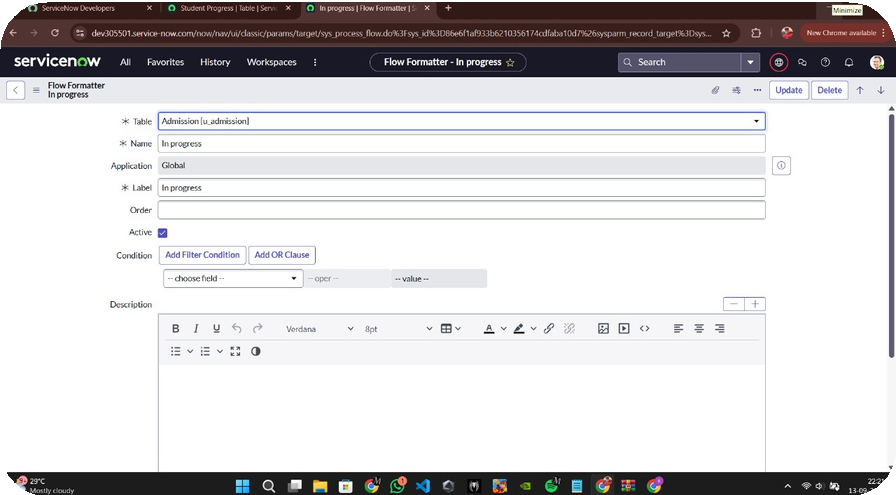 ServiceNow Developers
Student Progress | Table | Servi
In progress | Flow Formatter | S
Minimize
dev305501.service-now.com/now/nav/ui/classic/params/target/sys_process_flow.do%3Fsys_id%3D86e6f1af933b6210356174cdfaba10d7%26sysparm_record_target%3Dsys...
New Chrome available
servicenow
All
Favorites
History
Workspaces
Flow Formatter - In progress
Search
Flow Formatter
In progress
Update
Delete
Table
Admission [u_admission]
Name
In progress
Application
Global
Label
In progress
Order
Active
Condition
Add Filter Condition
Add OR Clause
-- choose field --
-- oper --
-- value --
Description
B
I
U
Verdana
8pt
A
29°C
Mostly cloudy